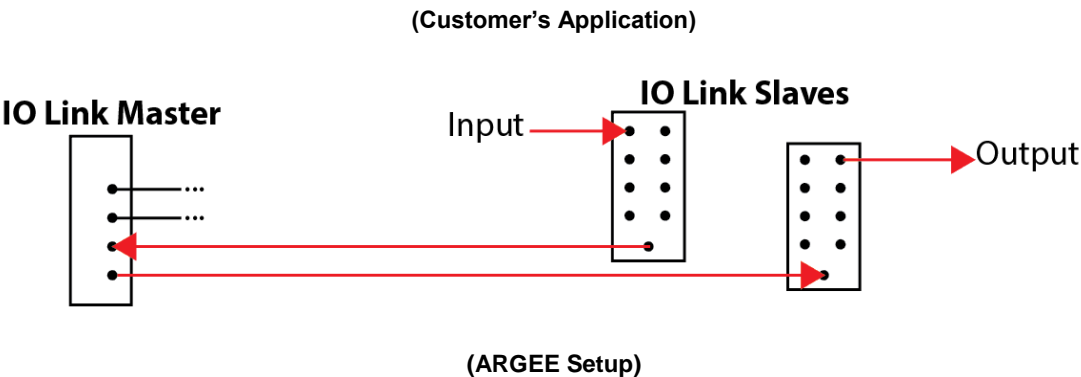 (Customer’s Application)
IO Link Master
IO Link Slaves
Input
Output
(ARGEE Setup)